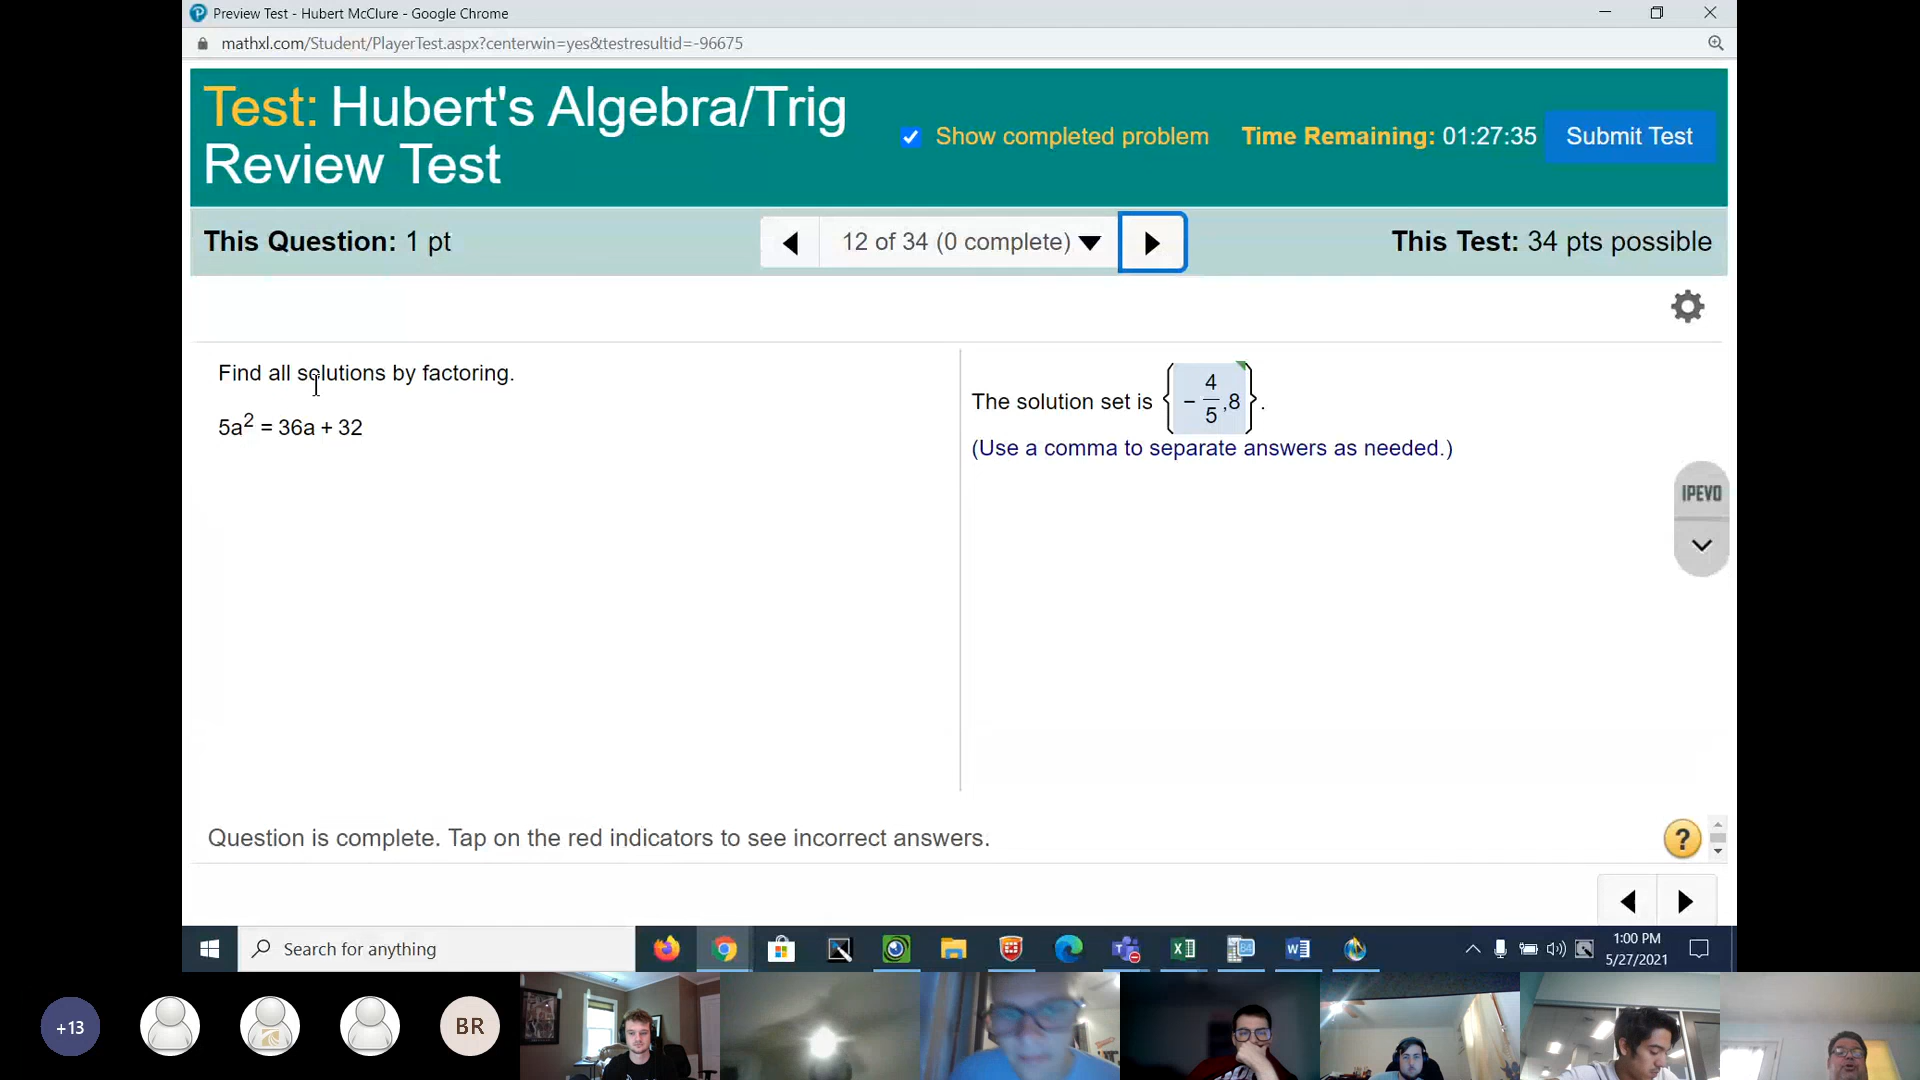 Preview Test - Hubert McClure - Google Chrome
mathxl.com/Student/PlayerTest.aspx?centerwin=yes&testresultid=-96675
Test: Hubert's Algebra/Trig
Review Test
Show completed problem
Time Remaining: 01:27:35
Submit Test
This Question: 1 pt
12 of 34 (0 complete)
This Test: 34 pts possible
Find all solutions by factoring.
5a² = 36a + 32
The solution set is { -4/5,8 }.
(Use a comma to separate answers as needed.)
IPEVO
Question is complete. Tap on the red indicators to see incorrect answers.
?
Search for anything
1:00 PM
5/27/2021
+13
BR